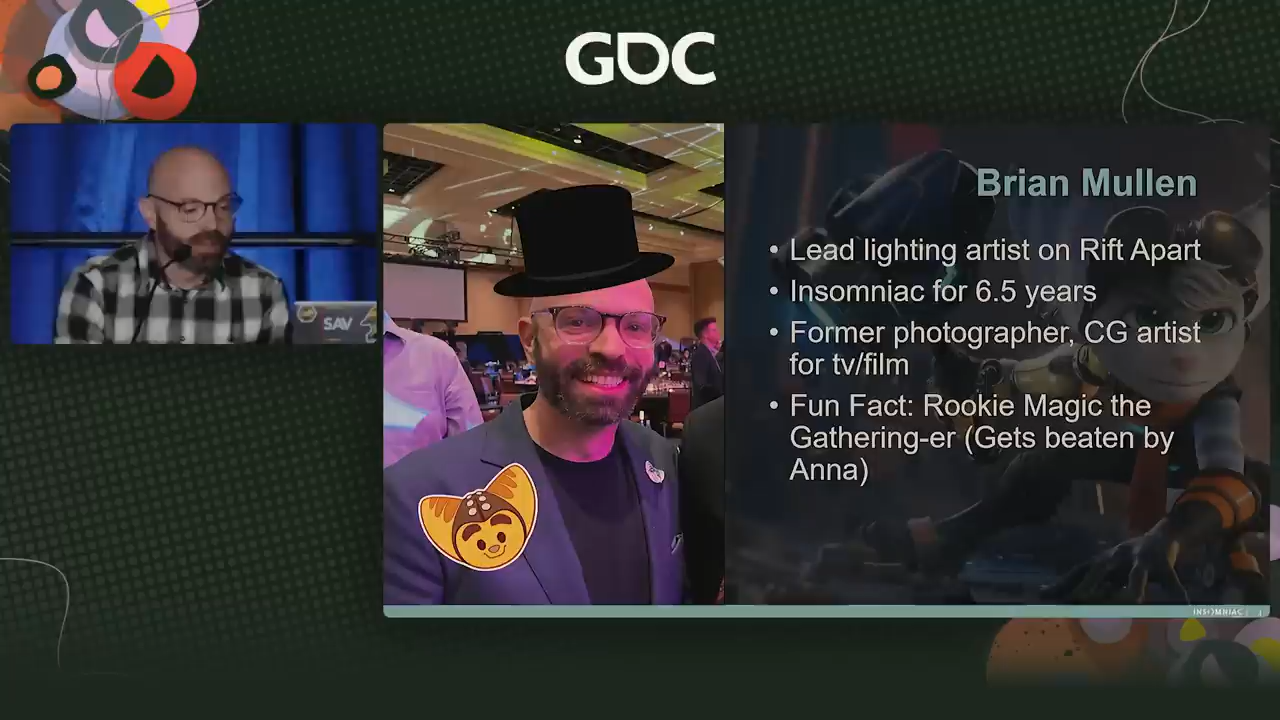 GDC
SAV
Brian Mullen
• Lead lighting artist on Rift Apart
• Insomniac for 6.5 years
• Former photographer, CG artist
for tv/film
• Fun Fact: Rookie Magic the
Gathering-er (Gets beaten by
Anna)
INSOMNIAC